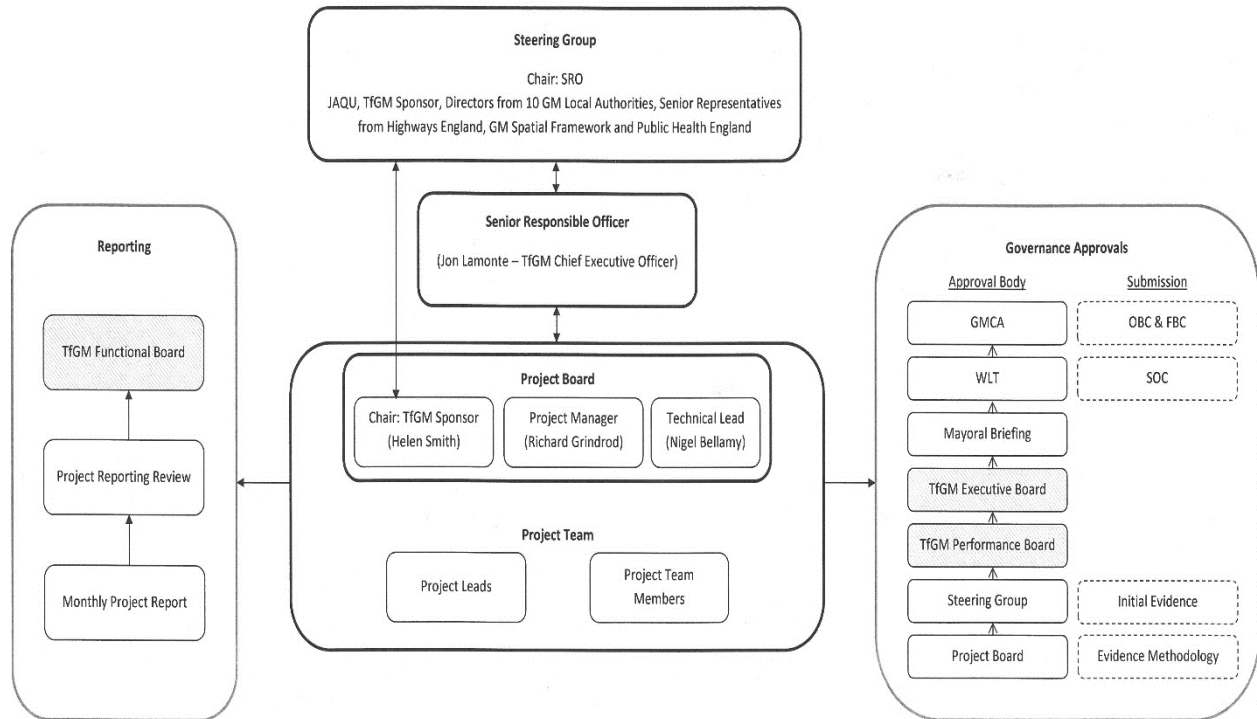 Steering Group
Chair: SRO
JAQU, TfGM Sponsor, Directors from 10 GM Local Authorities, Senior Representatives
from Highways England, GM Spatial Framework and Public Health England
Senior Responsible Officer
(Jon Lamonte – TfGM Chief Executive Officer)
Reporting
TfGM Functional Board
Project Reporting Review
Monthly Project Report
Project Board
Chair: TfGM Sponsor
(Helen Smith)
Project Manager
(Richard Grindrod)
Technical Lead
(Nigel Bellamy)
Project Team
Project Leads
Project Team
Members
Governance Approvals
Approval Body
Submission
GMCA
OBC & FBC
WLT
SOC
Mayoral Briefing
TfGM Executive Board
TfGM Performance Board
Steering Group
Initial Evidence
Project Board
Evidence Methodology